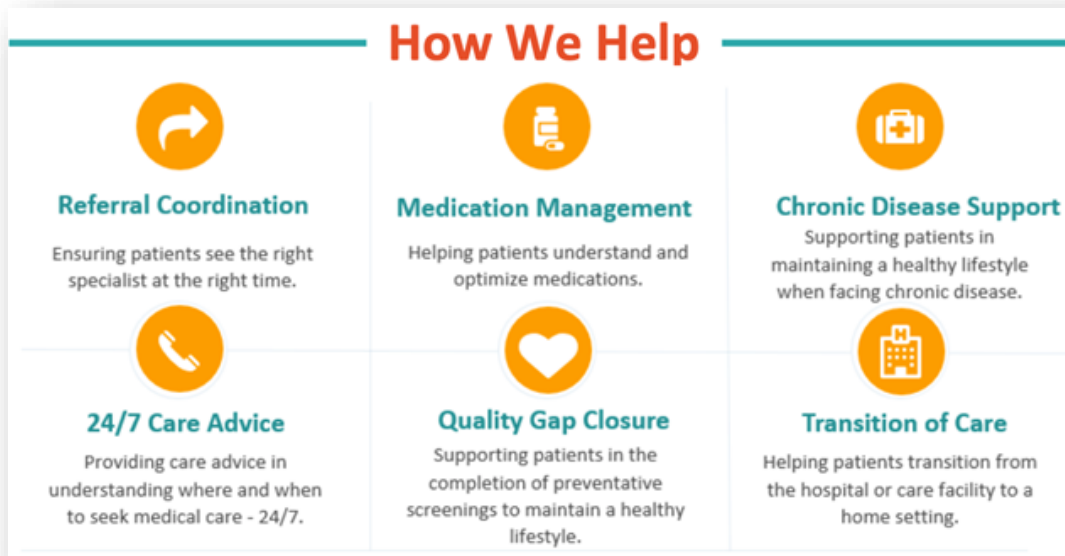 How We Help
Referral Coordination
Ensuring patients see the right
specialist at the right time.
Medication Management
Helping patients understand and
optimize medications.
Chronic Disease Support
Supporting patients in
maintaining a healthy lifestyle
when facing chronic disease.
24/7 Care Advice
Providing care advice in
understanding where and when
to seek medical care - 24/7.
Quality Gap Closure
Supporting patients in the
completion of preventative
screenings to maintain a healthy
lifestyle.
H
Transition of Care
Helping patients transition from
the hospital or care facility to a
home setting.